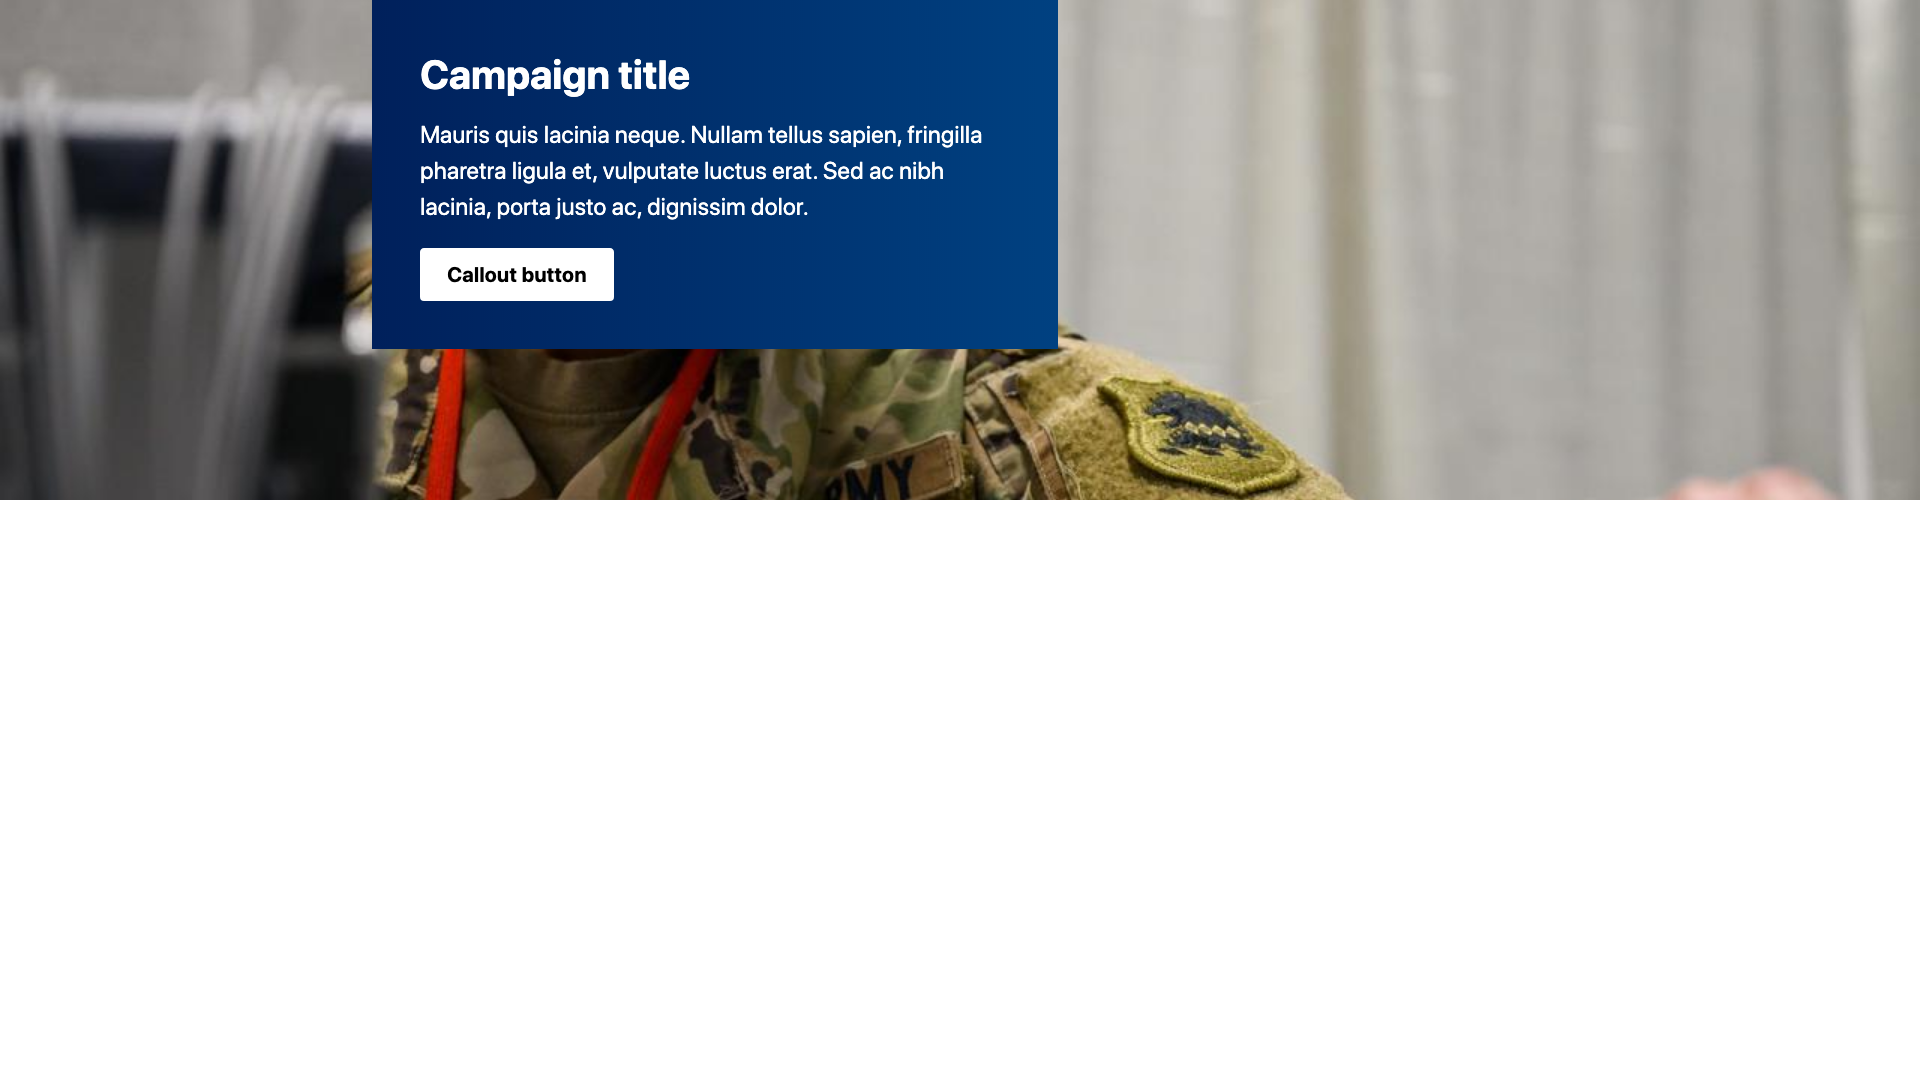 Campaign title
Mauris quis lacinia neque. Nullam tellus sapien, fringilla
pharetra ligula et, vulputate luctus erat. Sed ac nibh
lacinia, porta justo ac, dignissim dolor.
Callout button